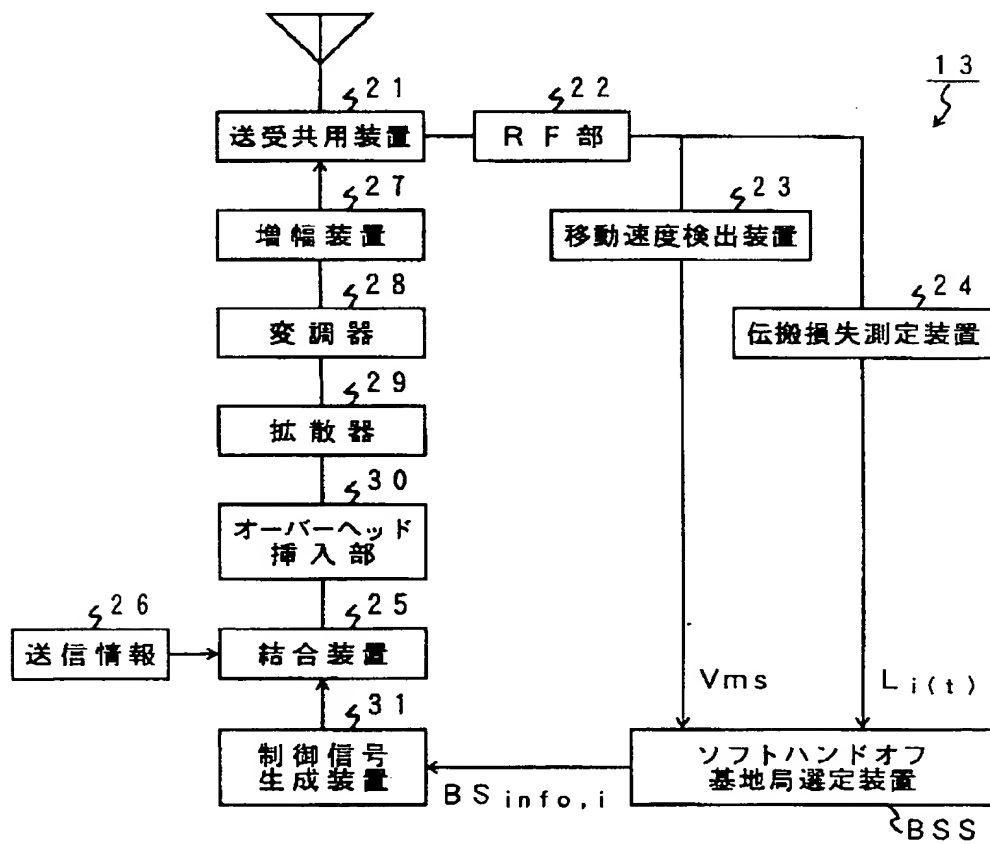 13
21
送受共用装置
22
RF部
27
増幅装置
23
移動速度検出装置
28
変調器
24
伝搬損失測定装置
29
拡散器
30
オーバーヘッド
挿入部
26
送信情報
25
結合装置
Vms
Li(t)
31
制御信号
生成装置
BSinfo,i
ソフトハンドオフ
基地局選定装置
BSS